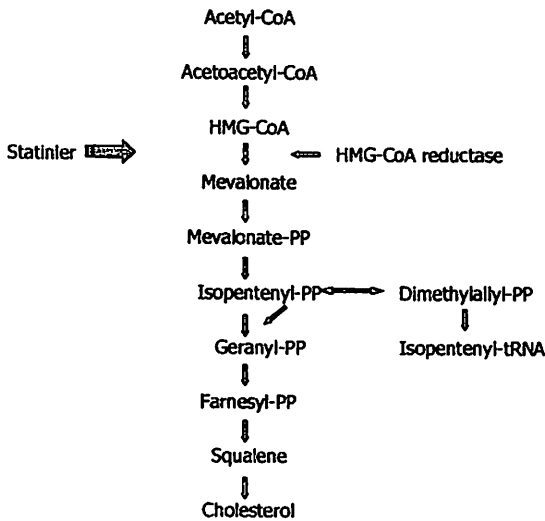 Acetyl-CoA
Acetoacetyl-CoA
HMG-CoA
Statinler
HMG-CoA reductase
Mevalonate
Mevalonate-PP
Isopentenyl-PP
Dimethylallyl-PP
Geranyl-PP
Isopentenyl-tRNA
Farnesyl-PP
Squalene
Cholesterol